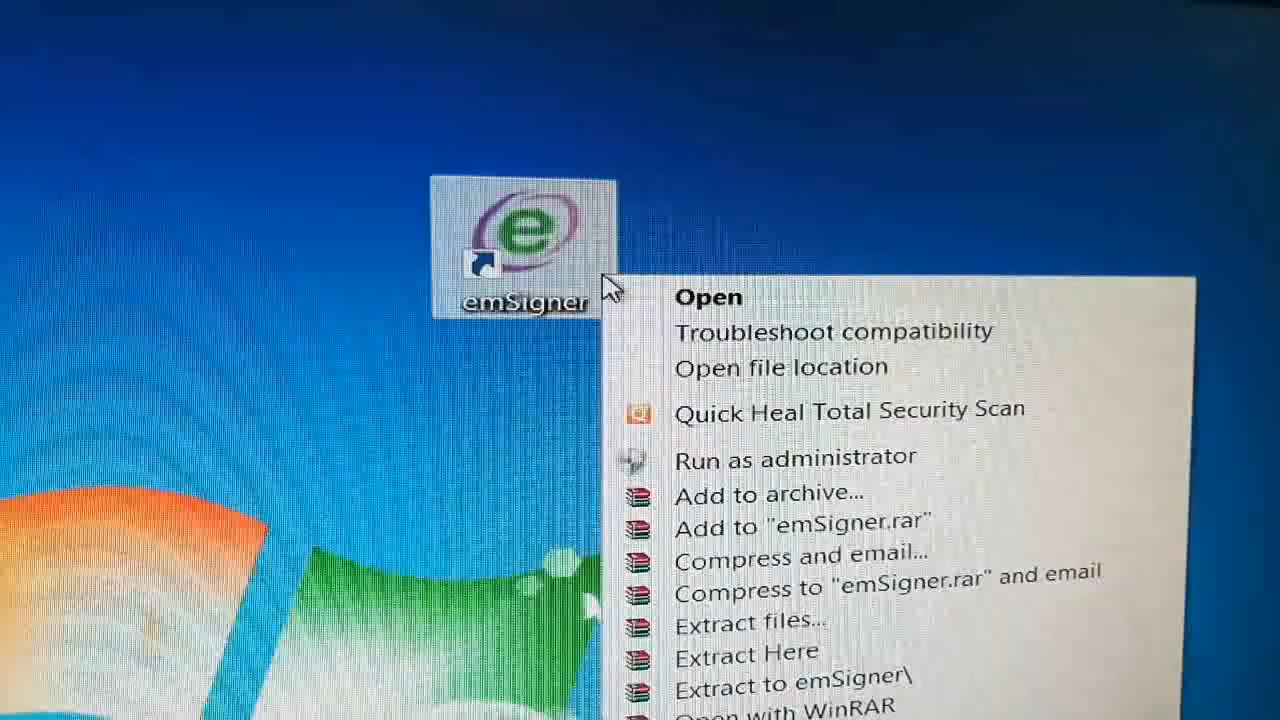 emSigner
Open
Troubleshoot compatibility
Open file location
Quick Heal Total Security Scan
Run as administrator
Add to archive...
Add to "emSigner.rar"
Compress and email...
Compress to "emSigner.rar" and email
Extract files...
Extract Here
Extract to emSigner\
Open with WinRAR